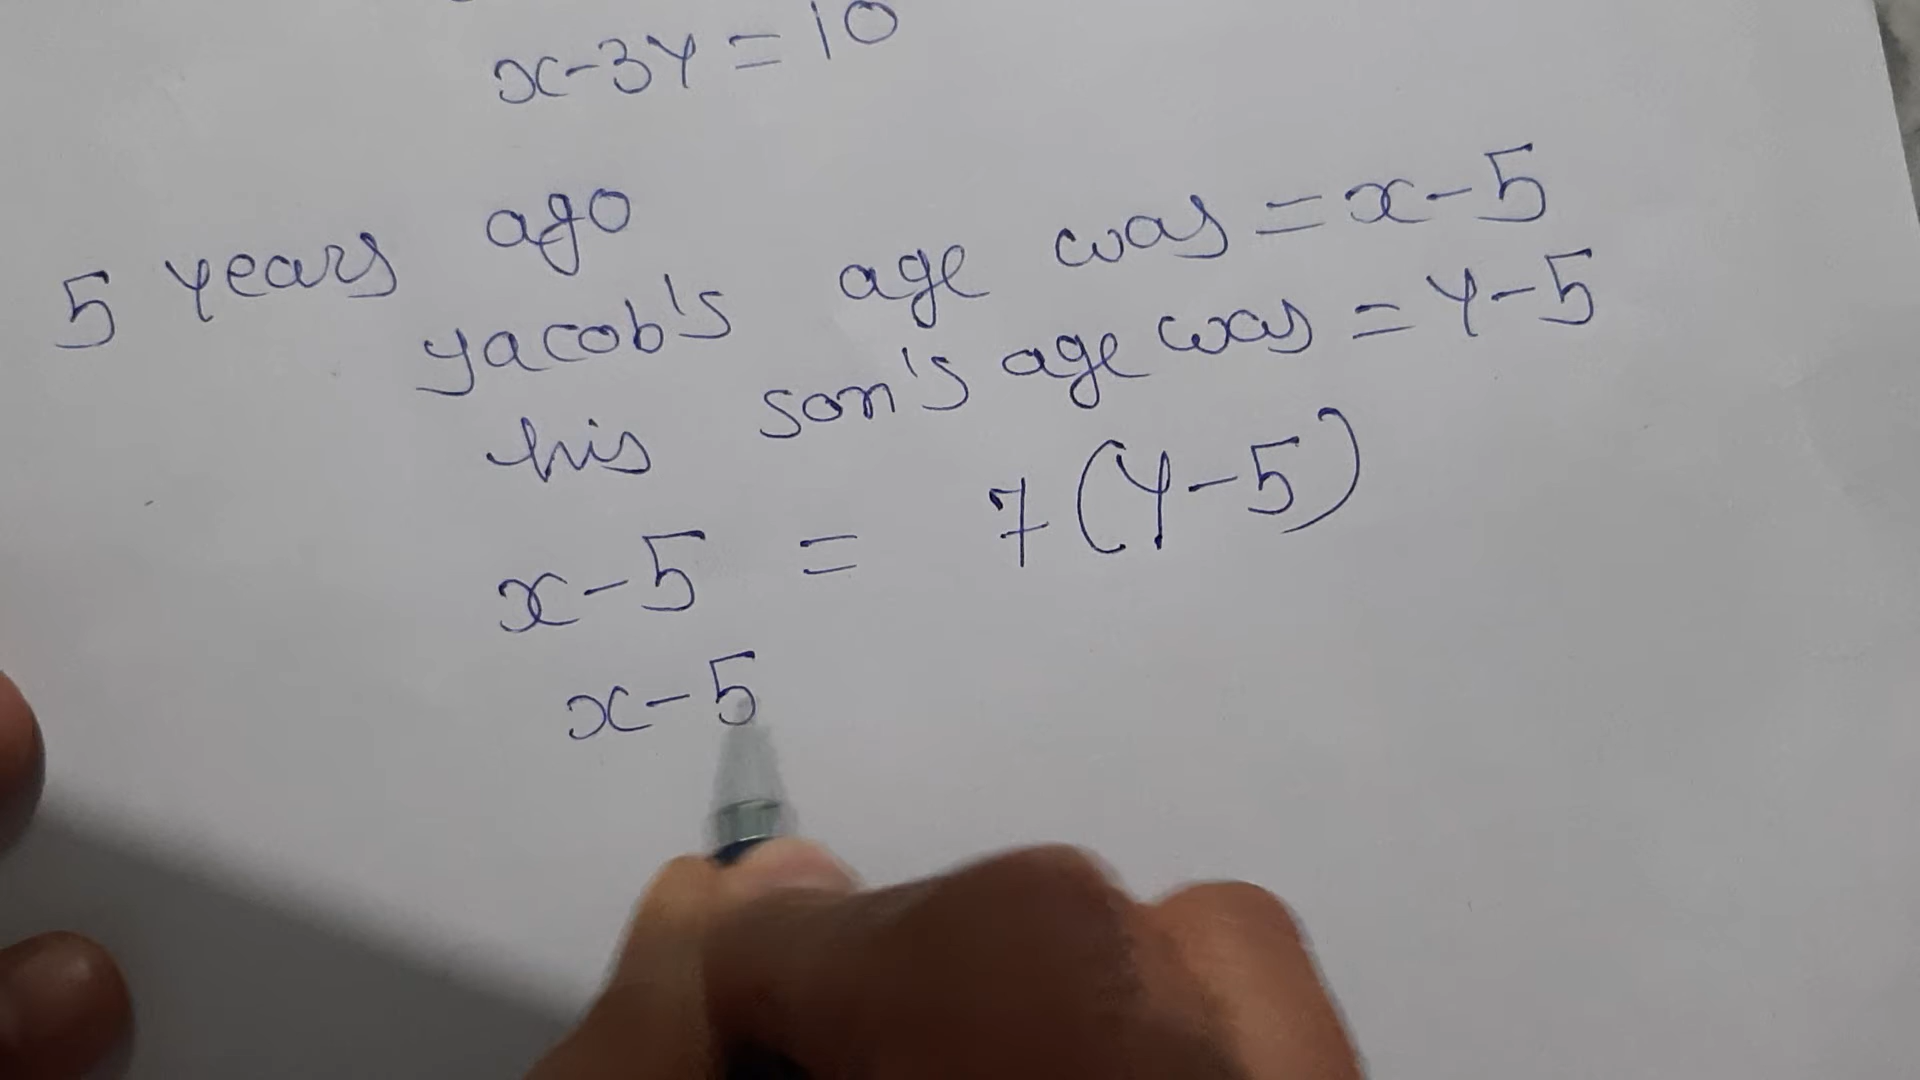 x-3y=10
5 years ago
yacob's age was = x-5
his son's age was = y-5
x-5 = 7(y-5)
x-5